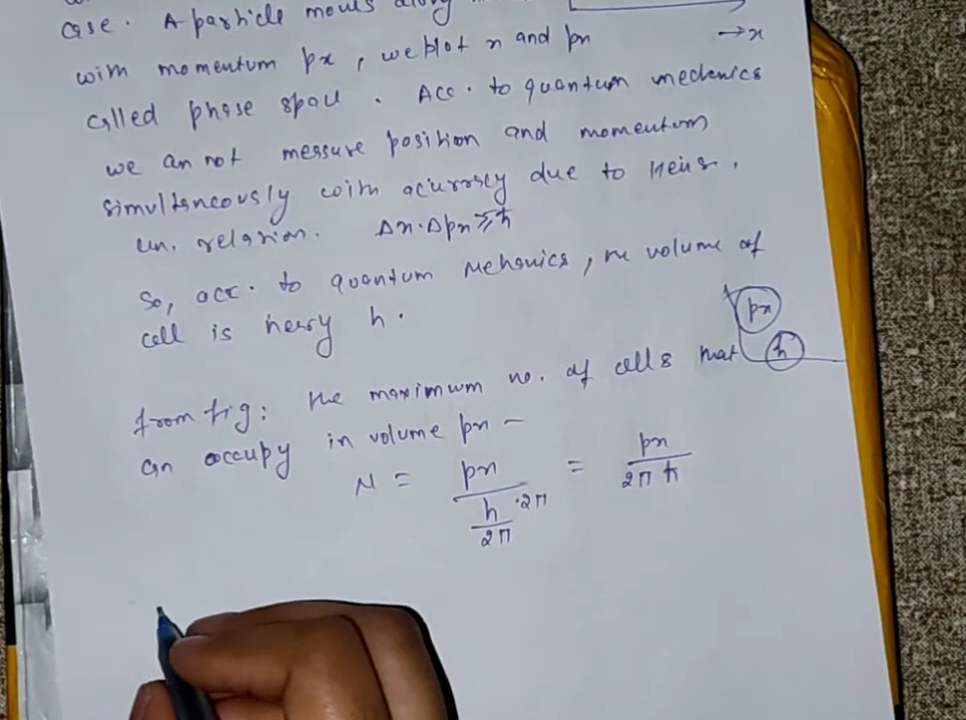 case. A particle moves along
with momentum px, we plot x and px
→x
called phase space. Acc. to quantum mechanics
we can not messure position and momentum
simultaneously with accuracy due to Heis.
un. relation. Δx.Δpx ≥ ħ
So, acc. to quantum Mehanics, the volume of
cell is neary h.
px
h
from fig: the maximum no. of cells that
can occupy in volume px –
N = px / (h/2π · 2π) = px / 2πħ